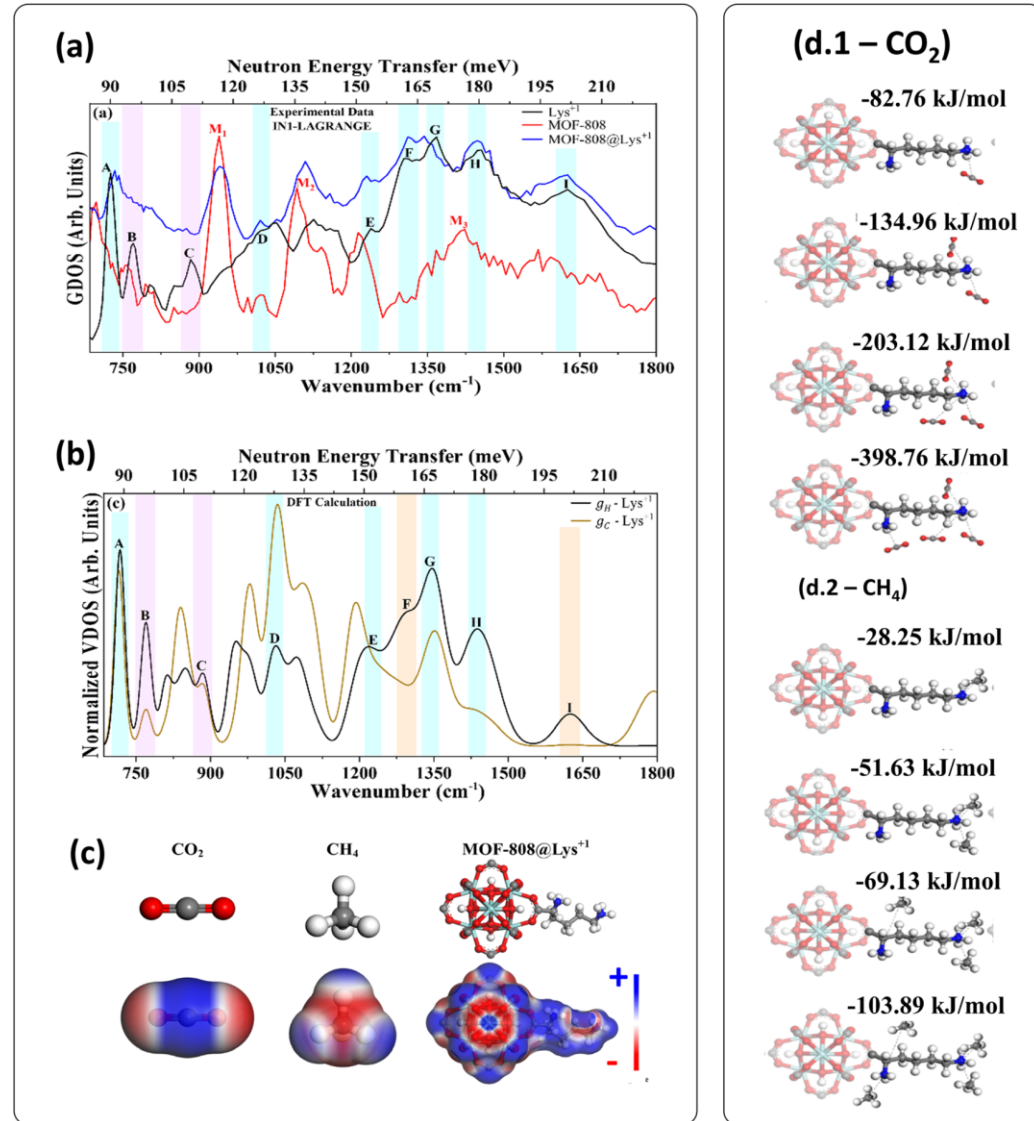 (a)
Neutron Energy Transfer (meV)
90 105 120 135 150 165 180 195 210
(a)
Experimental Data
IN1-LAGRANGE
Lys⁺¹
MOF-808
MOF-808@Lys⁺¹
A
B
C
M₁
D
M₂
E
F
G
M₃
H
I
GDOS (Arb. Units)
750 900 1050 1200 1350 1500 1650 1800
Wavenumber (cm⁻¹)
(b)
Neutron Energy Transfer (meV)
90 105 120 135 150 165 180 195 210
(c)
DFT Calculation
g_H - Lys⁺¹
g_C - Lys⁺¹
A
B
C
D
E
F
G
H
I
Normalized VDOS (Arb. Units)
750 900 1050 1200 1350 1500 1650 1800
Wavenumber (cm⁻¹)
(c)
CO₂ CH₄ MOF-808@Lys⁺¹
+
-
(d.1 – CO₂)
-82.76 kJ/mol
-134.96 kJ/mol
-203.12 kJ/mol
-398.76 kJ/mol
(d.2 – CH₄)
-28.25 kJ/mol
-51.63 kJ/mol
-69.13 kJ/mol
-103.89 kJ/mol